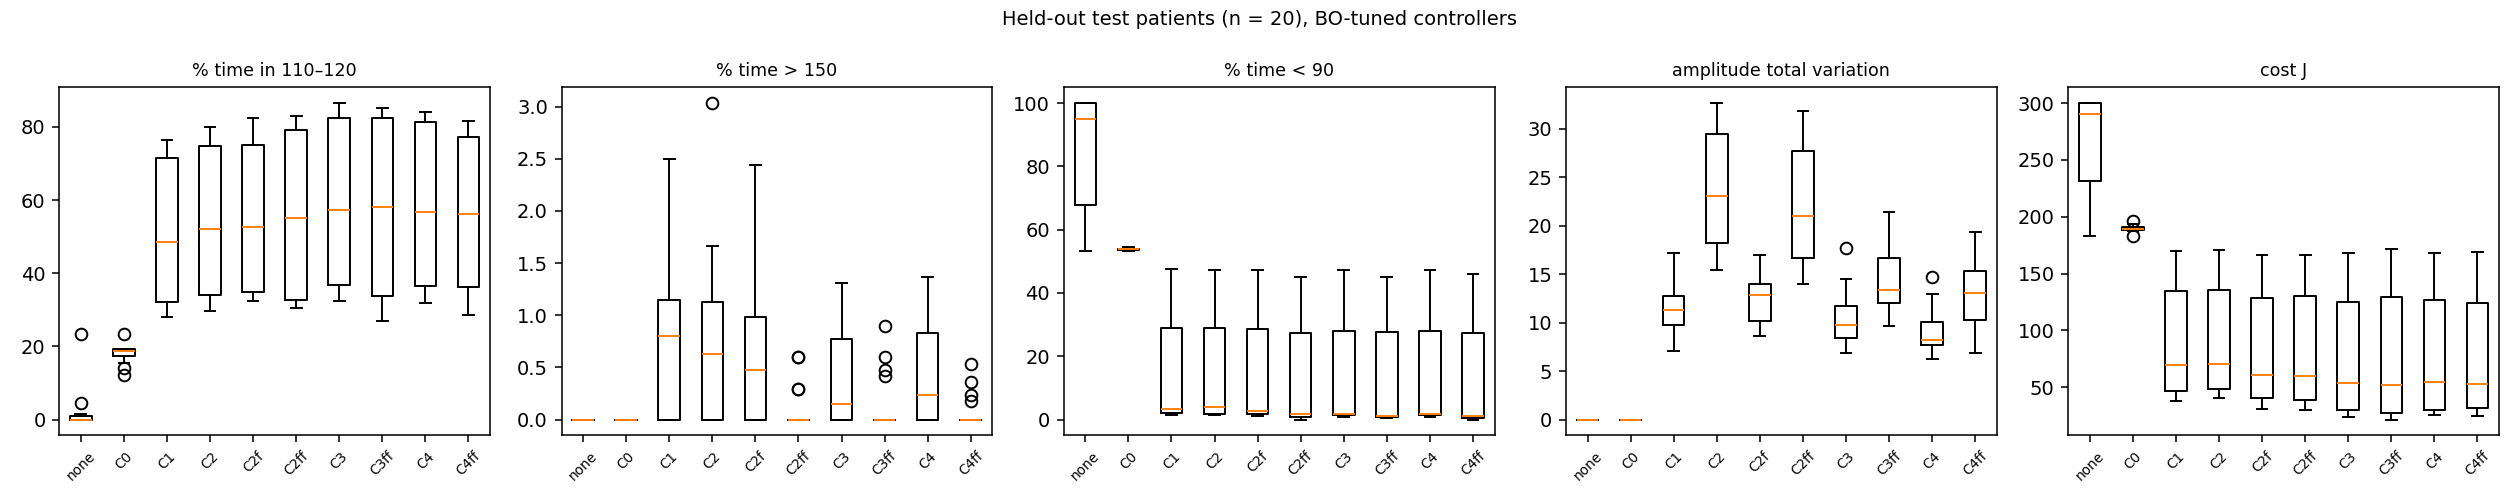 Held-out test patients (n = 20), BO-tuned controllers
% time in 110–120
80
60
40
20
0
none C0 C1 C2 C2f C2ff C3 C3ff C4 C4ff
% time > 150
3.0
2.5
2.0
1.5
1.0
0.5
0.0
none C0 C1 C2 C2f C2ff C3 C3ff C4 C4ff
% time < 90
100
80
60
40
20
0
none C0 C1 C2 C2f C2ff C3 C3ff C4 C4ff
amplitude total variation
30
25
20
15
10
5
0
none C0 C1 C2 C2f C2ff C3 C3ff C4 C4ff
cost J
300
250
200
150
100
50
none C0 C1 C2 C2f C2ff C3 C3ff C4 C4ff